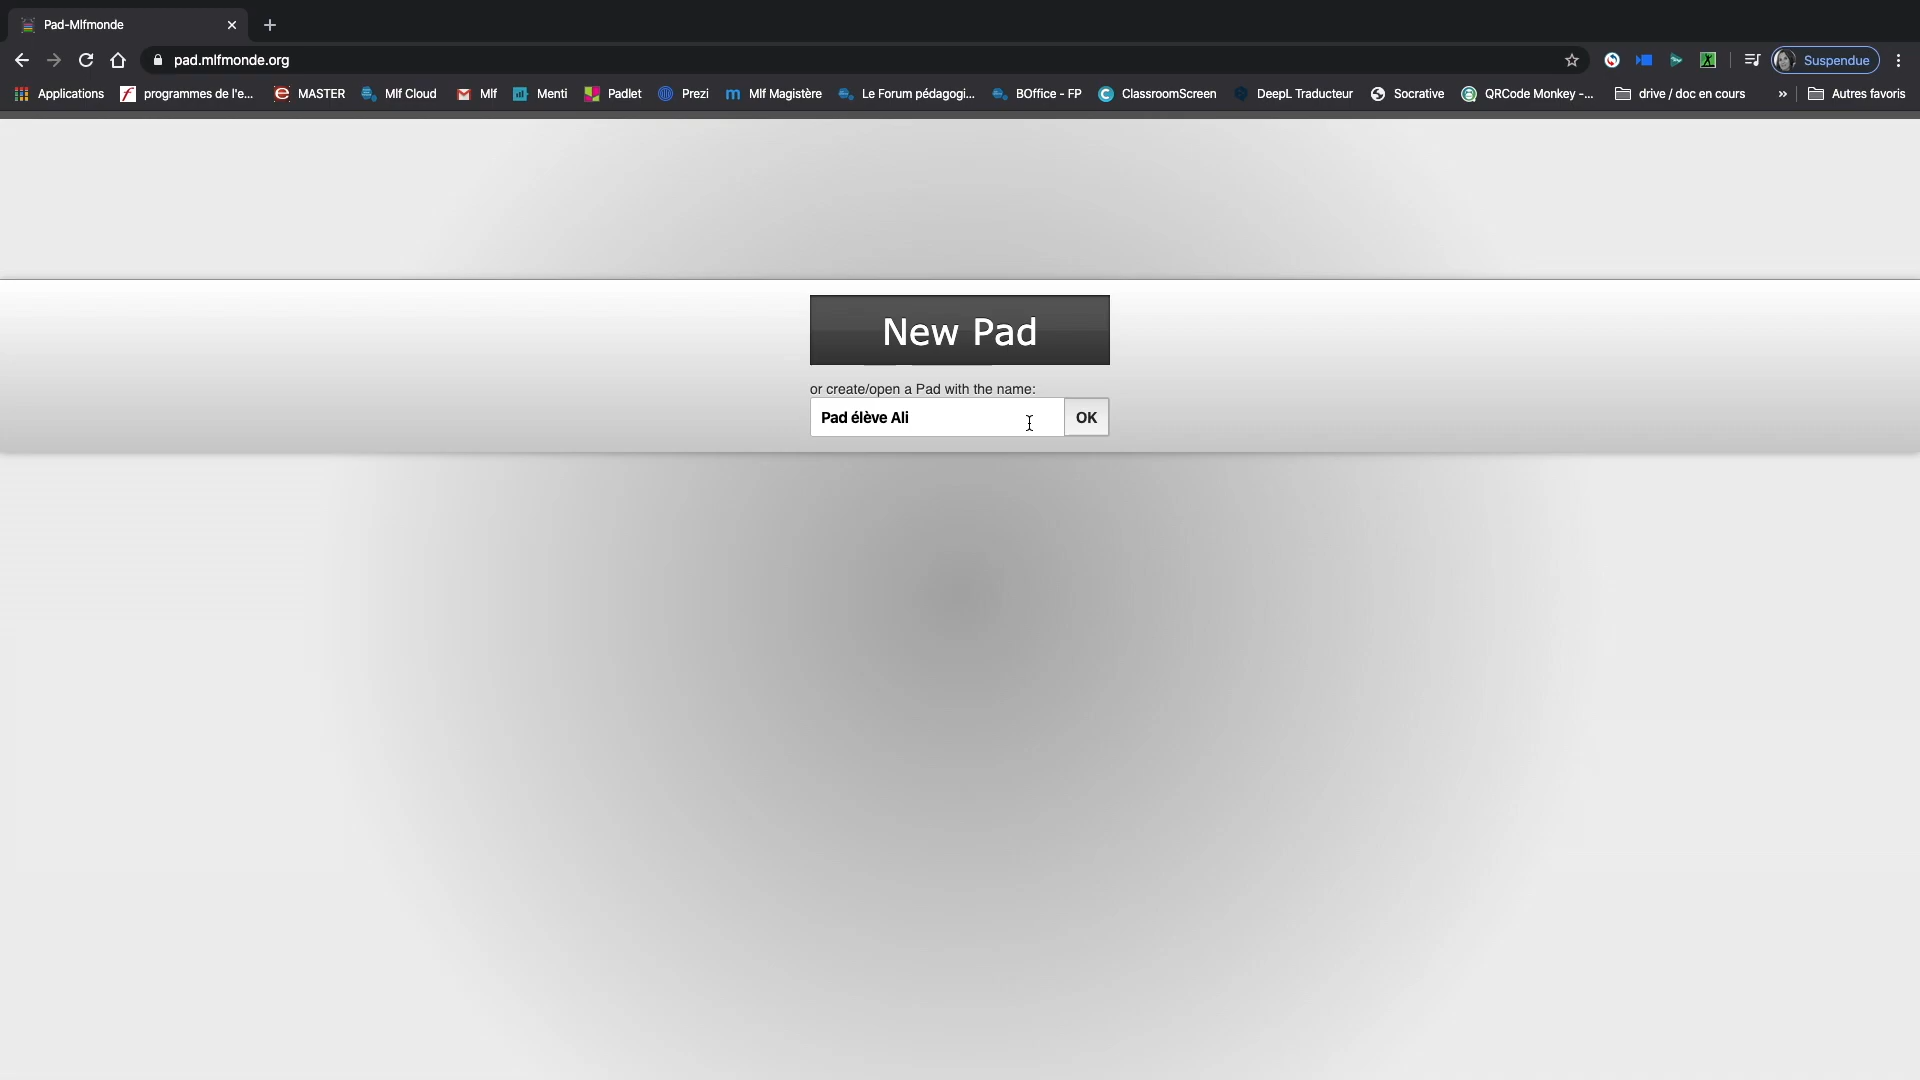 Pad-Mlfmonde
pad.mlfmonde.org
Suspendue
Applications programmes de l'e... MASTER Mlf Cloud Mlf Menti Padlet Prezi Mlf Magistère Le Forum pédagogi... BOffice - FP ClassroomScreen DeepL Traducteur Socrative QRCode Monkey -... drive / doc en cours » Autres favoris
New Pad
or create/open a Pad with the name:
Pad élève Ali OK